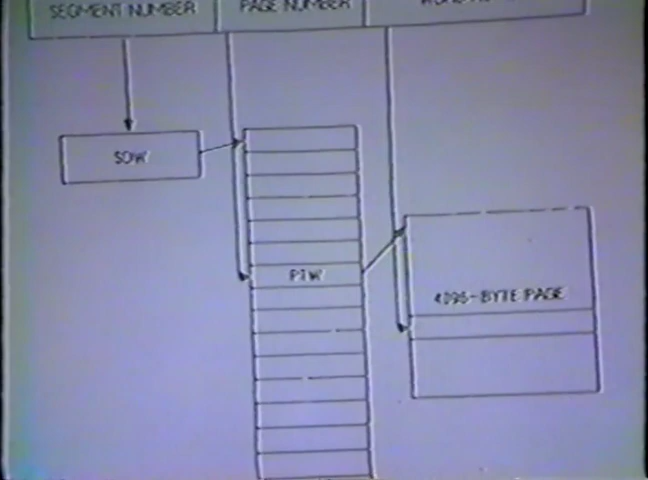 SEGMENT NUMBER
PAGE NUMBER
SDW
PTW
4096-BYTE PAGE